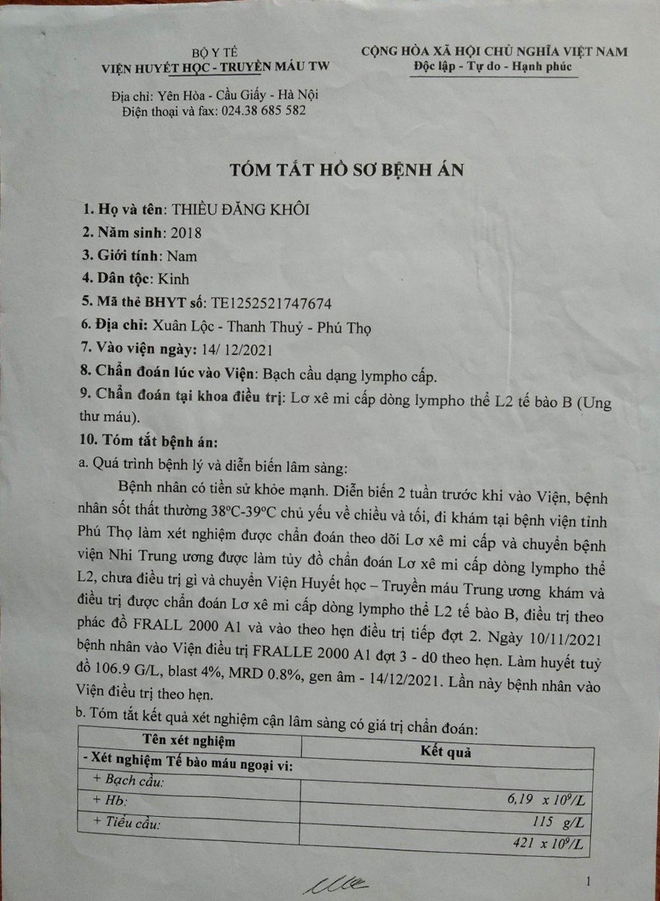 BỘ Y TẾ
VIỆN HUYẾT HỌC - TRUYỀN MÁU TW
CỘNG HÒA XÃ HỘI CHỦ NGHĨA VIỆT NAM
Độc lập - Tự do - Hạnh phúc
Địa chỉ: Yên Hòa - Cầu Giấy - Hà Nội
Điện thoại và fax: 024.38 685 582
TÓM TẮT HỒ SƠ BỆNH ÁN
1. Họ và tên: THIỀU ĐĂNG KHÔI
2. Năm sinh: 2018
3. Giới tính: Nam
4. Dân tộc: Kinh
5. Mã thẻ BHYT số: TE1252521747674
6. Địa chỉ: Xuân Lộc - Thanh Thuỷ - Phú Thọ
7. Vào viện ngày: 14/ 12/2021
8. Chẩn đoán lúc vào Viện: Bạch cầu dạng lympho cấp.
9. Chẩn đoán tại khoa điều trị: Lơ xê mi cấp dòng lympho thể L2 tế bào B (Ung
thư máu).
10. Tóm tắt bệnh án:
a. Quá trình bệnh lý và diễn biến lâm sàng:
Bệnh nhân có tiền sử khỏe mạnh. Diễn biến 2 tuần trước khi vào Viện, bệnh
nhân sốt thất thường 38ºC-39ºC chủ yếu về chiều và tối, đi khám tại bệnh viện tỉnh
Phú Thọ làm xét nghiệm được chẩn đoán theo dõi Lơ xê mi cấp và chuyển bệnh
viện Nhi Trung ương được làm tủy đồ chẩn đoán Lơ xê mi cấp dòng lympho thể
L2, chưa điều trị gì và chuyển Viện Huyết học – Truyền máu Trung ương khám và
điều trị được chẩn đoán Lơ xê mi cấp dòng lympho thể L2 tế bào B, điều trị theo
phác đồ FRALL 2000 A1 và vào theo hẹn điều trị tiếp đợt 2. Ngày 10/11/2021
bệnh nhân vào Viện điều trị FRALLE 2000 A1 đợt 3 - d0 theo hẹn. Làm huyết tuỷ
đồ 106.9 G/L, blast 4%, MRD 0.8%, gen âm - 14/12/2021. Lần này bệnh nhân vào
Viện điều trị theo hẹn.
b. Tóm tắt kết quả xét nghiệm cận lâm sàng có giá trị chẩn đoán:
Tên xét nghiệm Kết quả
- Xét nghiệm Tế bào máu ngoại vi:
+ Bạch cầu: 6,19 x 10⁹/L
+ Hb: 115 g/L
+ Tiểu cầu: 421 x 10⁹/L
1